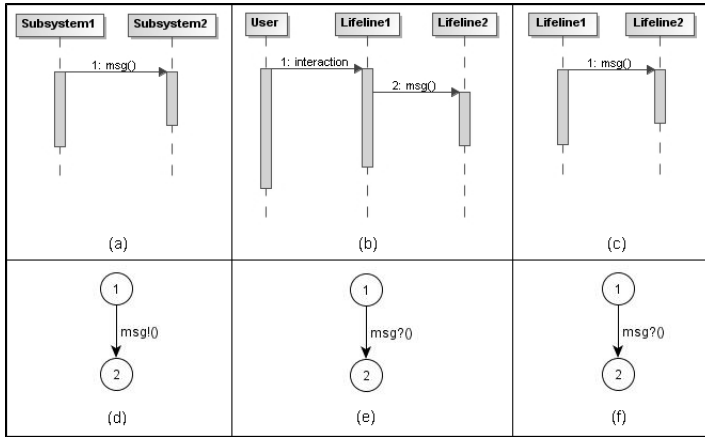 Subsystem1 Subsystem2
1: msg()
(a)
User Lifeline1 Lifeline2
1: interaction
2: msg()
(b)
Lifeline1 Lifeline2
1: msg()
(c)
1
msg!()
2
(d)
1
msg?()
2
(e)
1
msg?()
2
(f)